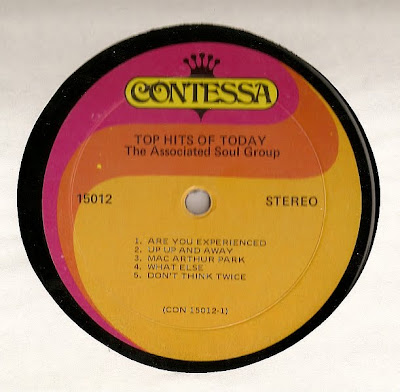 CONTESSA
TOP HITS OF TODAY
The Associated Soul Group
15012 STEREO
1. ARE YOU EXPERIENCED
2. UP UP AND AWAY
3. MAC ARTHUR PARK
4. WHAT ELSE
5. DON'T THINK TWICE
(CON 15012-1)